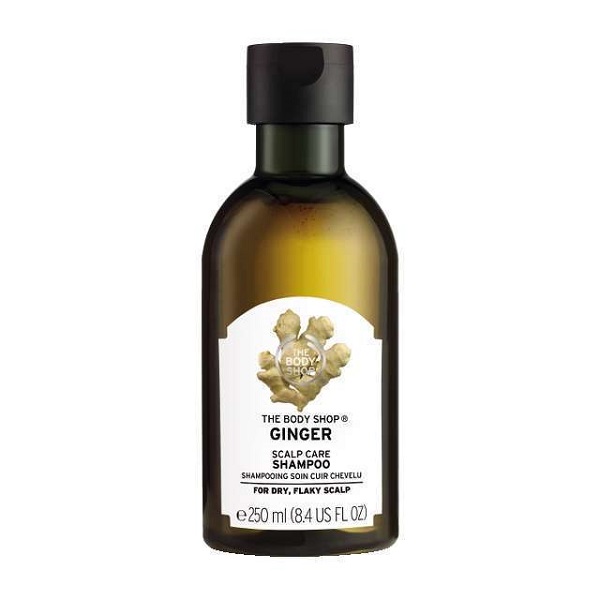 THE
BODY
SHOP
THE BODY SHOP®
GINGER
SCALP CARE
SHAMPOO
SHAMPOOING SOIN CUIR CHEVELU
FOR DRY, FLAKY SCALP
℮250 ml (8.4 US FL OZ)